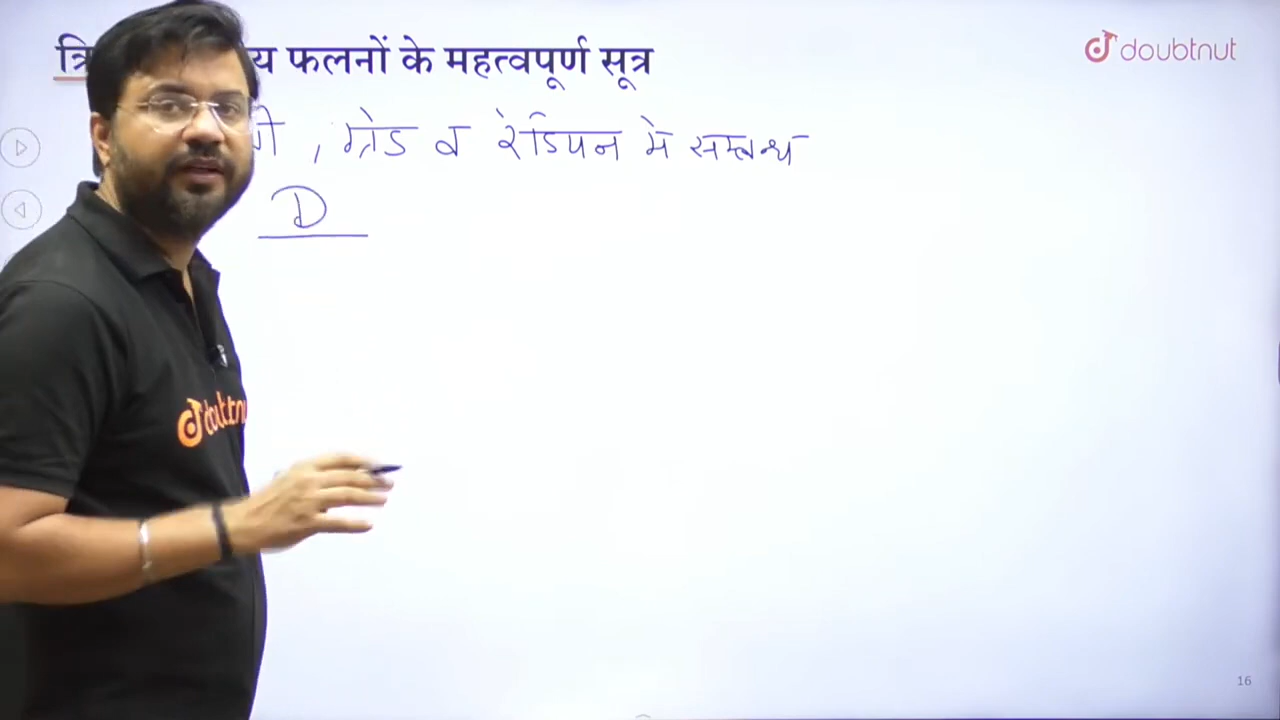 फलनों के महत्वपूर्ण सूत्र
doubtnut
, ग्रेड व रेडियन मे सम्बन्ध
D
16